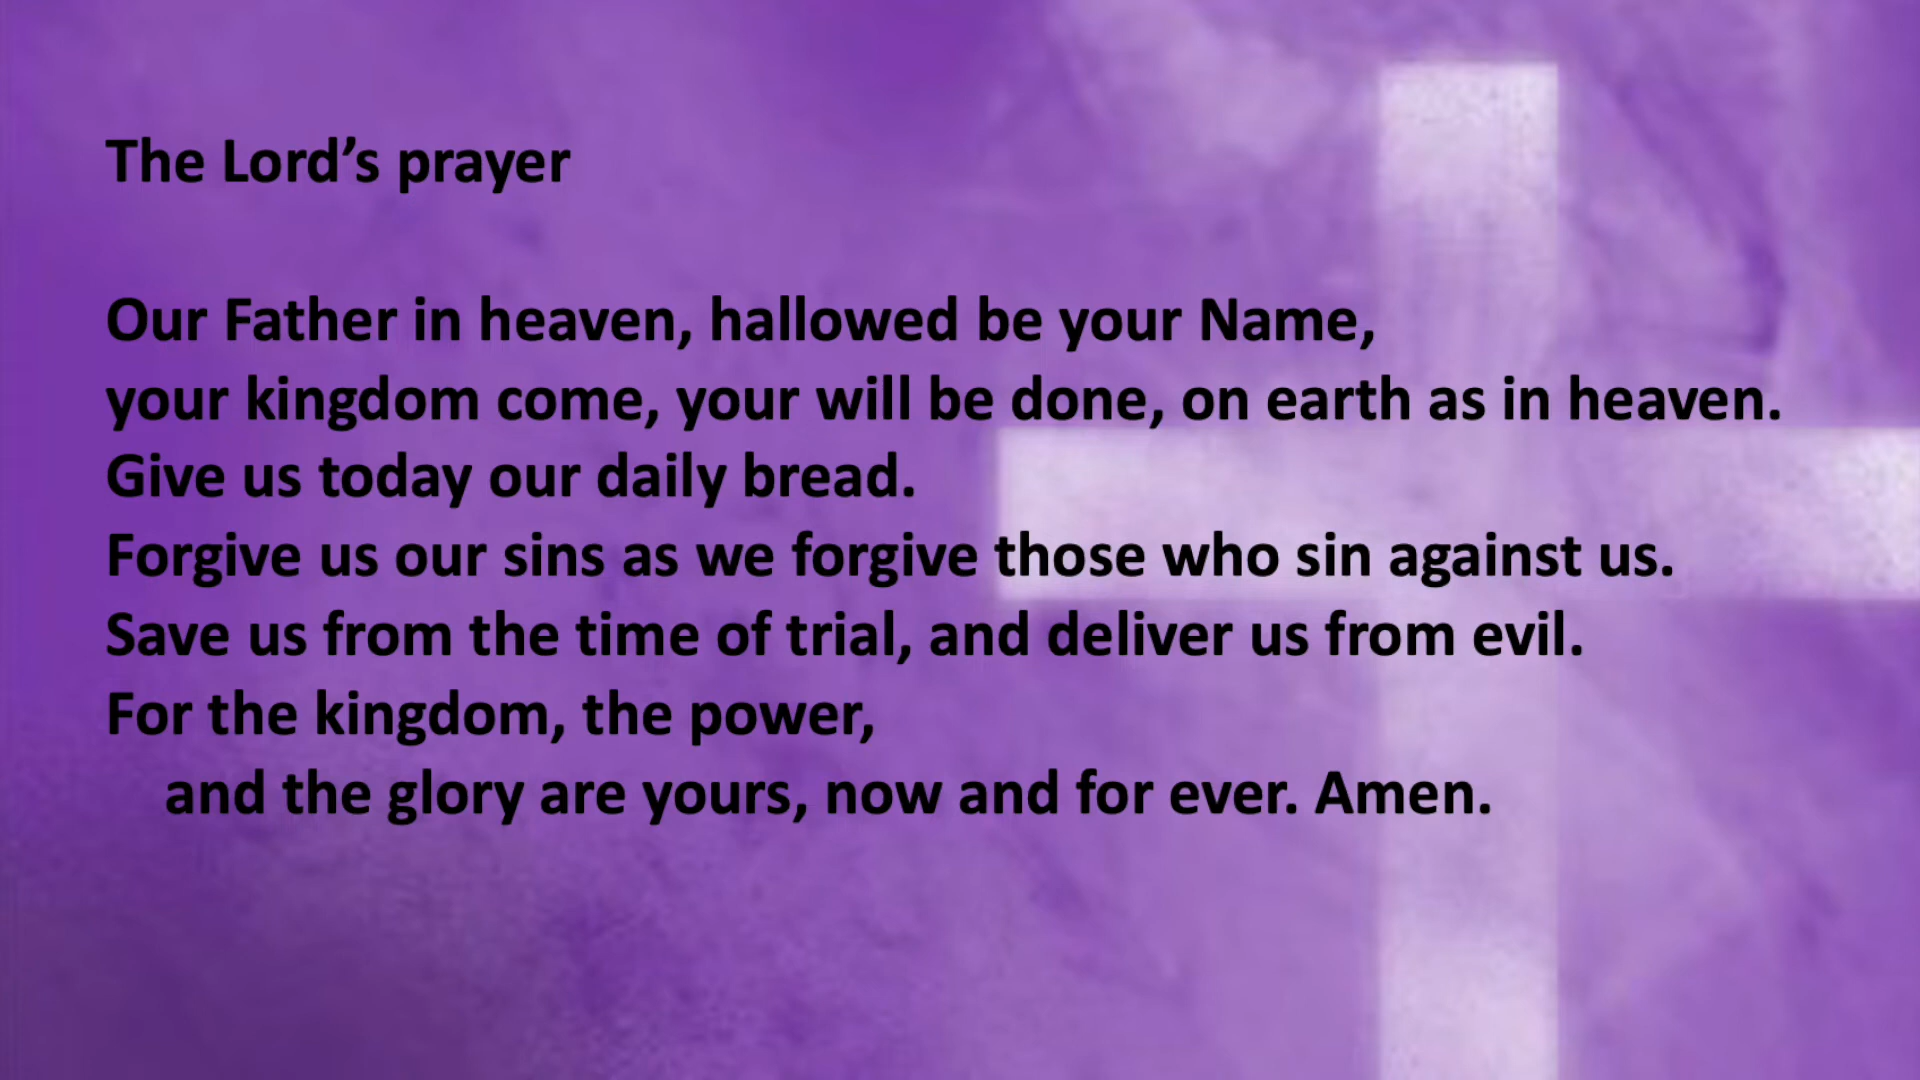 The Lord’s prayer
Our Father in heaven, hallowed be your Name,
your kingdom come, your will be done, on earth as in heaven.
Give us today our daily bread.
Forgive us our sins as we forgive those who sin against us.
Save us from the time of trial, and deliver us from evil.
For the kingdom, the power,
and the glory are yours, now and for ever. Amen.